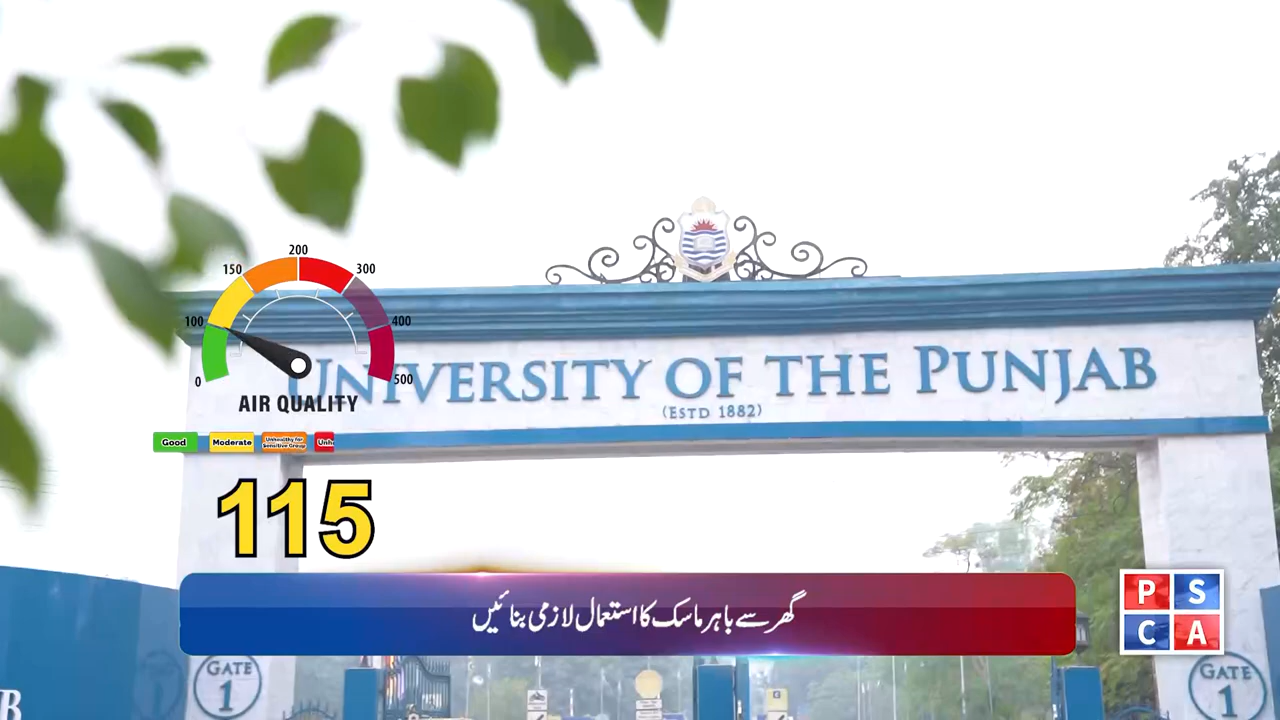 200
150
300
100
400
0
500
AIR QUALITY
Good
Moderate
Unhealthy for
Sensitive Group
Unh
115
UNIVERSITY OF THE PUNJAB
(ESTD 1882)
گھر سے باہر ماسک کا استعمال لازمی بنائیں
P S
C A
GATE
1
GATE
1